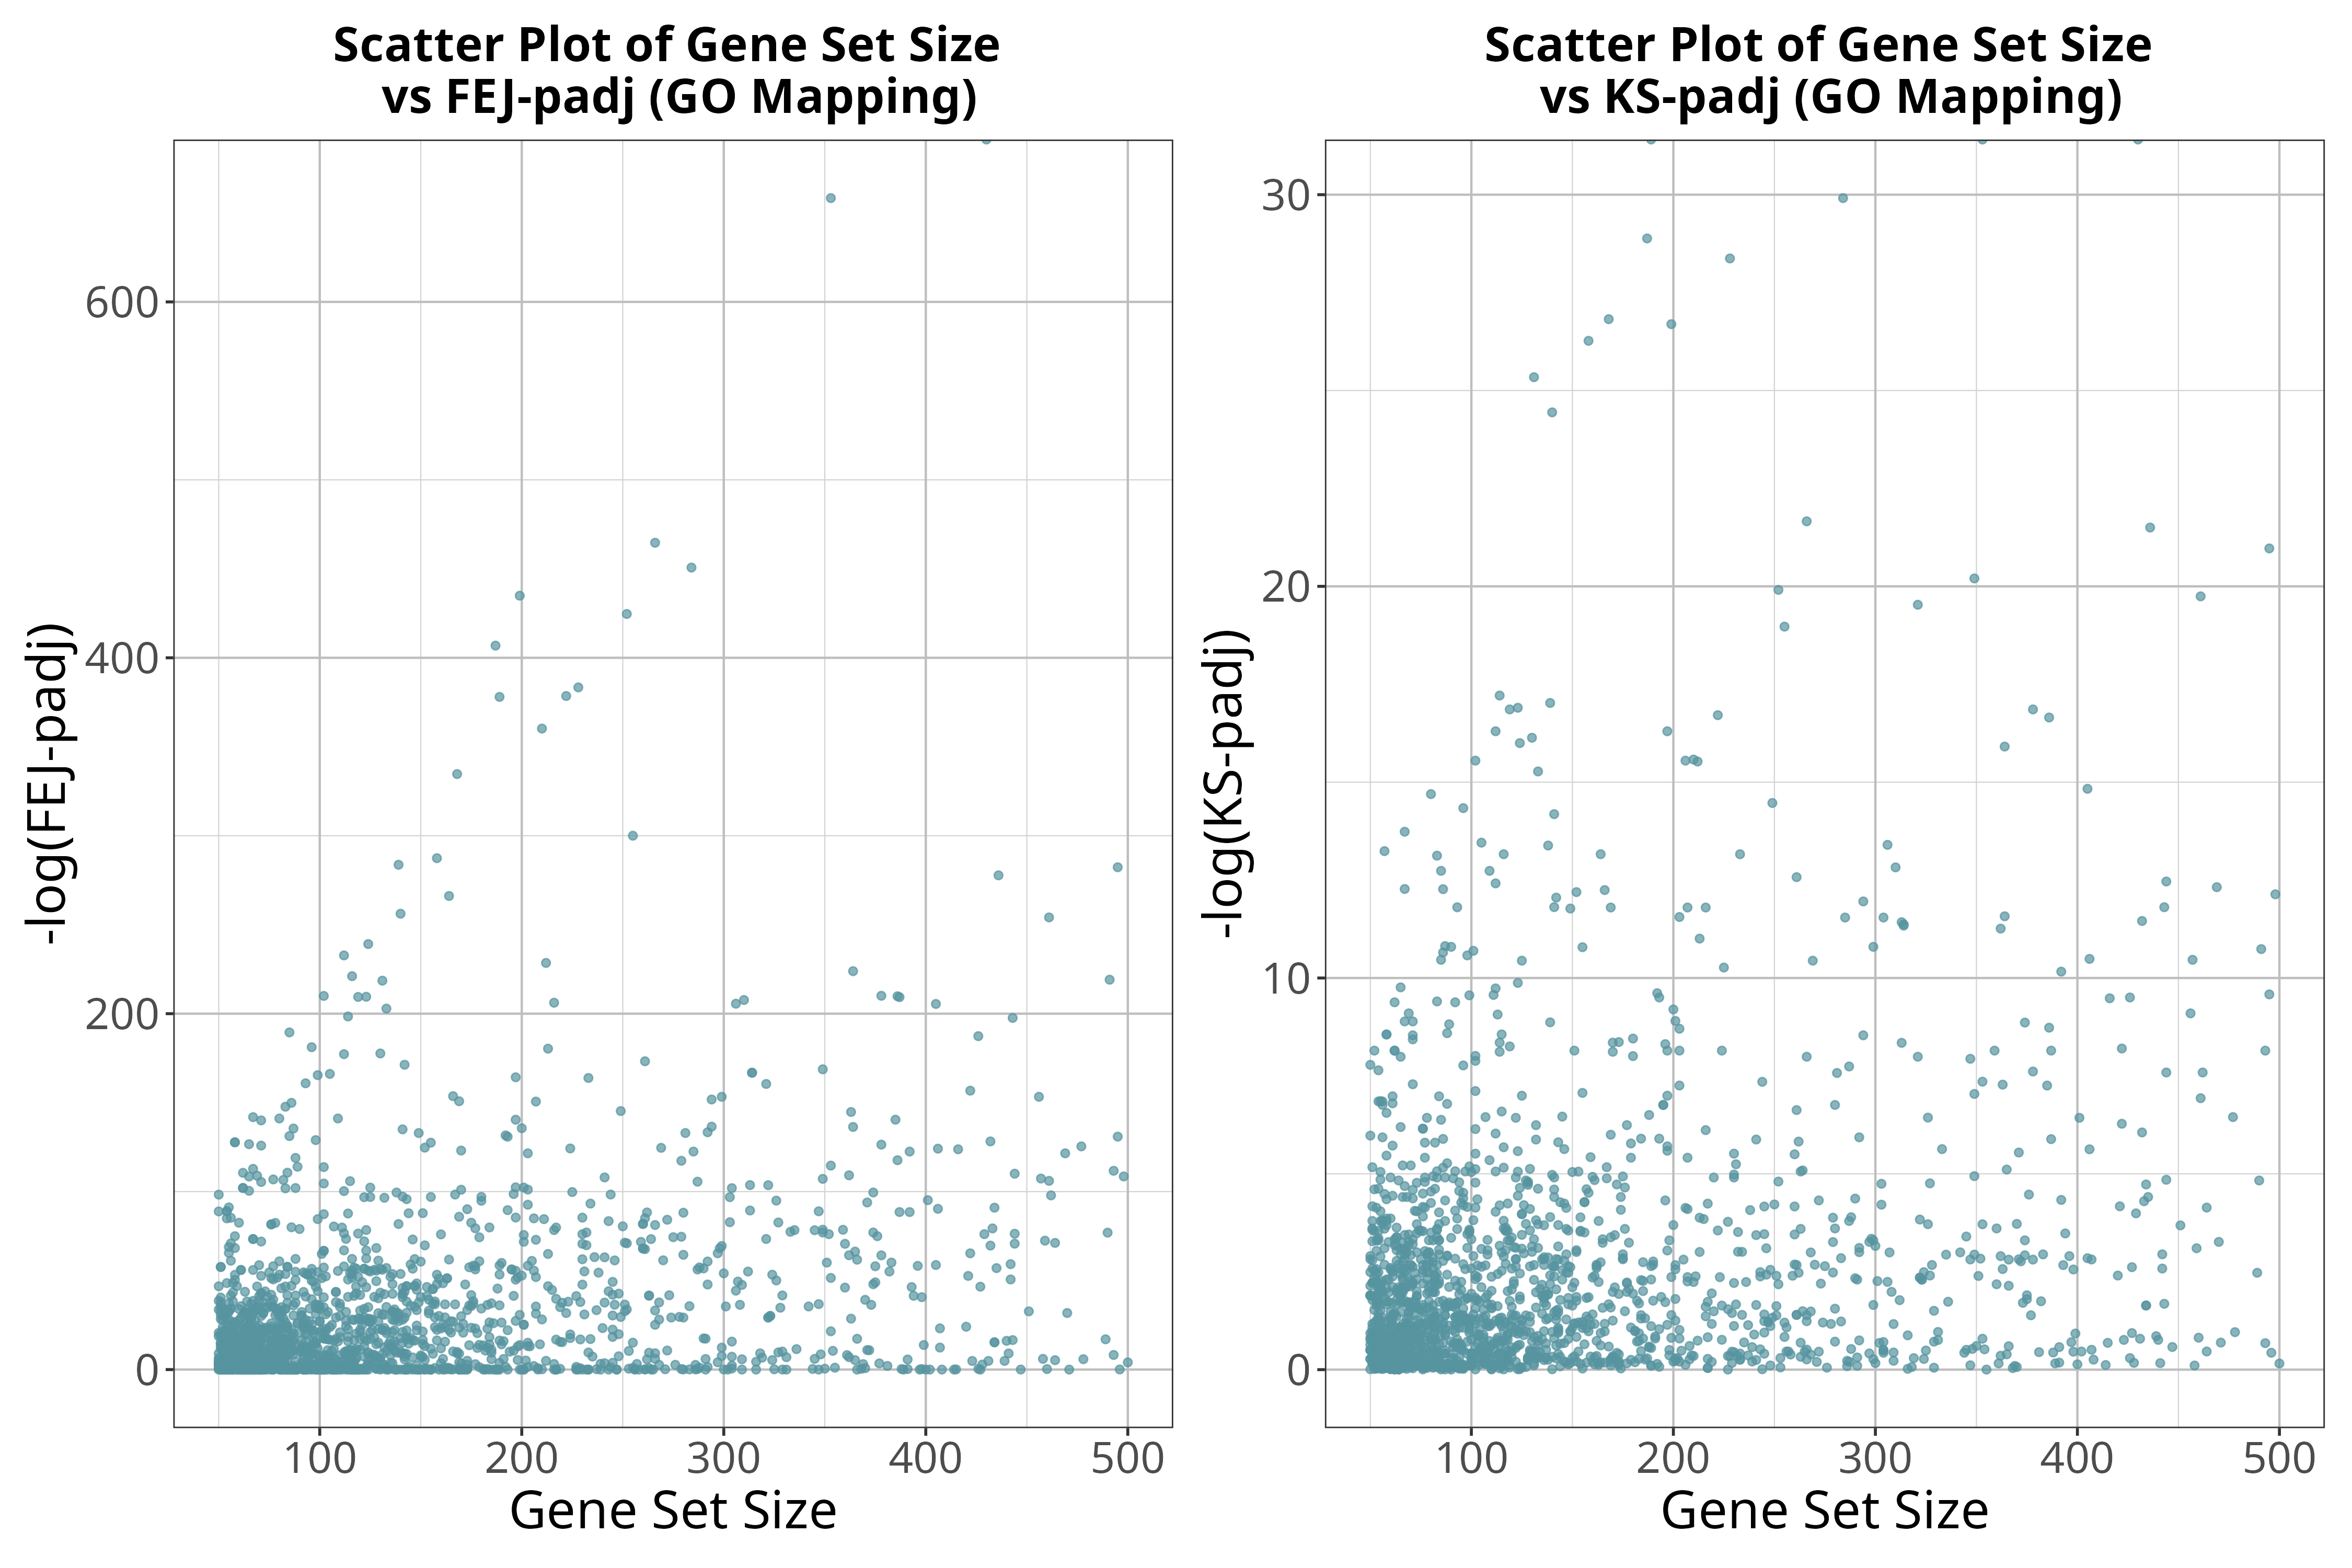 Scatter Plot of Gene Set Size
vs FEJ-padj (GO Mapping)
600
400
200
0
-log(FEJ-padj)
100 200 300 400 500
Gene Set Size
Scatter Plot of Gene Set Size
vs KS-padj (GO Mapping)
30
20
10
0
-log(KS-padj)
100 200 300 400 500
Gene Set Size